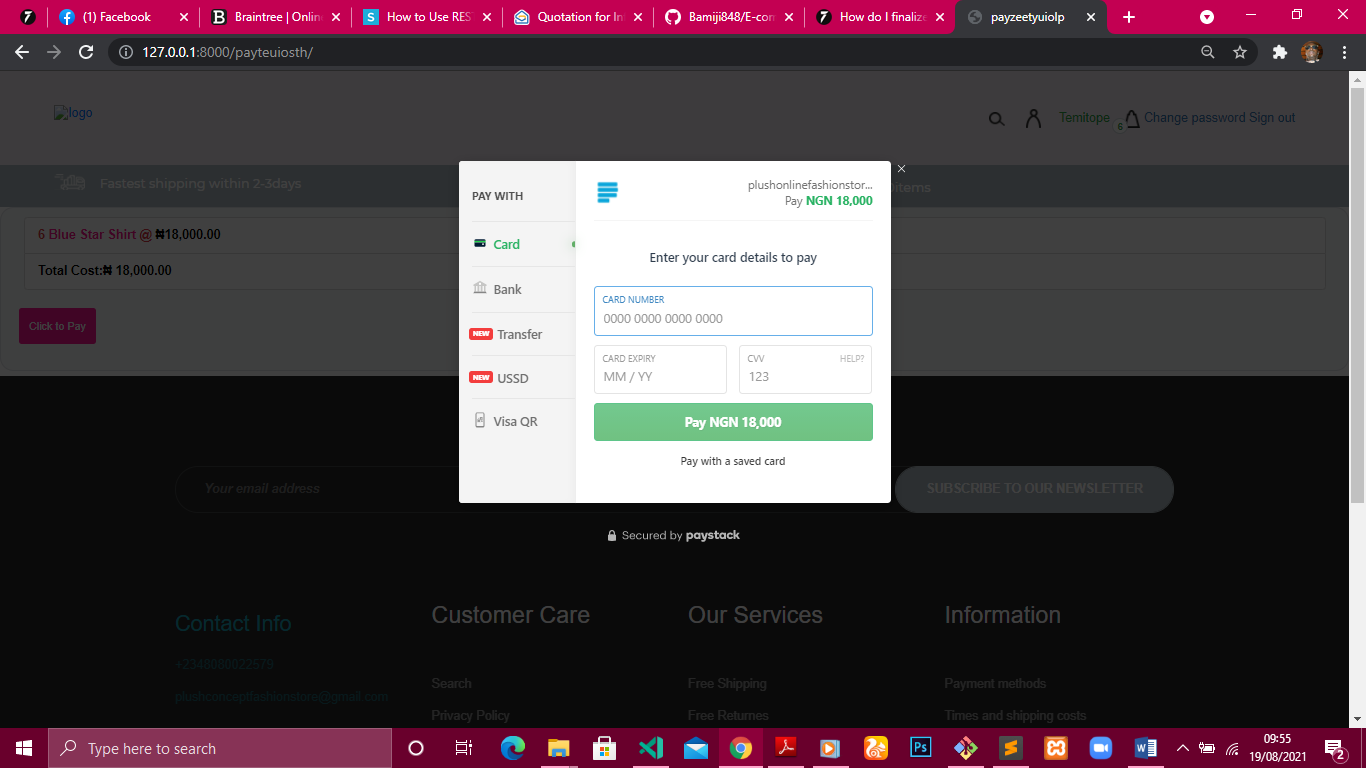 (1) Facebook
Braintree | Onlin
How to Use RES
Quotation for In
Bamiji848/E-com
How do I finalize
payzeetyuiolp
127.0.0.1:8000/payteuiosth/
logo
Temitope
6
Change password Sign out
Fastest shipping within 2-3days
items
6 Blue Star Shirt @ ₦18,000.00
Total Cost:₦ 18,000.00
Click to Pay
PAY WITH
Card
Bank
NEW Transfer
NEW USSD
Visa QR
plushonlinefashionstor...
Pay NGN 18,000
Enter your card details to pay
CARD NUMBER
0000 0000 0000 0000
CARD EXPIRY
MM / YY
CVV
HELP?
123
Pay NGN 18,000
Pay with a saved card
Your email address
SUBSCRIBE TO OUR NEWSLETTER
Secured by paystack
Contact Info
+2348080022579
plushconceptfashionstore@gmail.com
Customer Care
Search
Privacy Policy
Our Services
Free Shipping
Free Returnes
Information
Payment methods
Times and shipping costs
Type here to search
09:55
19/08/2021
2